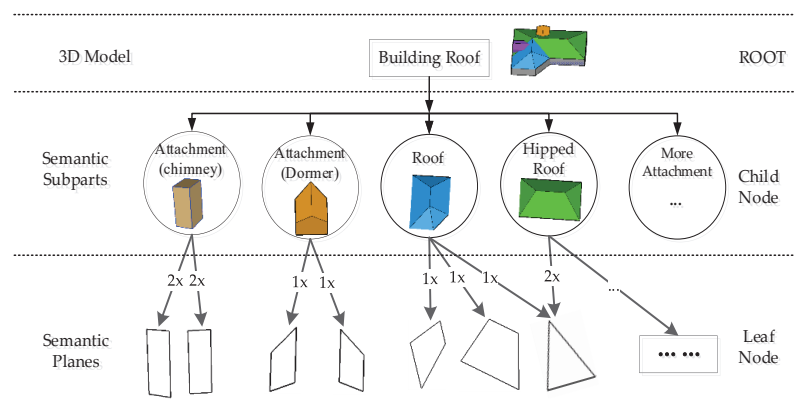 3D Model
Building Roof
ROOT
Semantic
Subparts
Attachment
(chimney)
Attachment
(Dormer)
Roof
Hipped
Roof
More
Attachment
...
Child
Node
2x
2x
1x
1x
1x
1x
1x
2x
...
Semantic
Planes
... ...
Leaf
Node